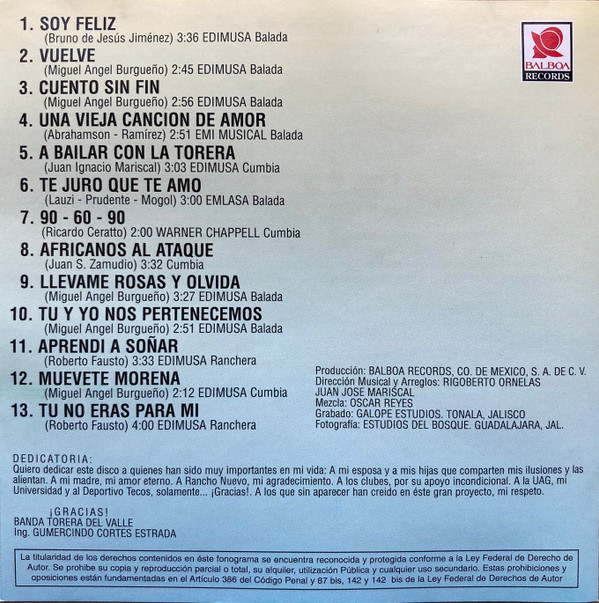 BALBOA
RECORDS
1. SOY FELIZ
(Bruno de Jesús Jiménez) 3:36 EDIMUSA Balada
2. VUELVE
(Miguel Angel Burgueño) 2:45 EDIMUSA Balada
3. CUENTO SIN FIN
(Miguel Angel Burgueño) 2:56 EDIMUSA Balada
4. UNA VIEJA CANCION DE AMOR
(Abrahamson - Ramírez) 2:51 EMI MUSICAL Balada
5. A BAILAR CON LA TORERA
(Juan Ignacio Mariscal) 3:03 EDIMUSA Cumbia
6. TE JURO QUE TE AMO
(Lauzi - Prudente - Mogol) 3:00 EMLASA Balada
7. 90 - 60 - 90
(Ricardo Ceratto) 2:00 WARNER CHAPPELL Cumbia
8. AFRICANOS AL ATAQUE
(Juan S. Zamudio) 3:32 Cumbia
9. LLEVAME ROSAS Y OLVIDA
(Miguel Angel Burgueño) 3:27 EDIMUSA Balada
10. TU Y YO NOS PERTENECEMOS
(Miguel Angel Burgueño) 2:51 EDIMUSA Balada
11. APRENDI A SOÑAR
(Roberto Fausto) 3:33 EDIMUSA Ranchera
12. MUEVETE MORENA
(Miguel Angel Burgueño) 2:12 EDIMUSA Cumbia
13. TU NO ERAS PARA MI
(Roberto Fausto) 4:00 EDIMUSA Ranchera
Producción: BALBOA RECORDS, CO. DE MEXICO, S. A. DE C. V.
Dirección Musical y Arreglos: RIGOBERTO ORNELAS
JUAN JOSE MARISCAL
Mezcla: OSCAR REYES
Grabado: GALOPE ESTUDIOS. TONALA, JALISCO
Fotografía: ESTUDIOS DEL BOSQUE. GUADALAJARA, JAL.
DEDICATORIA:
Quiero dedicar este disco a quienes han sido muy importantes en mi vida: A mi esposa y a mis hijas que comparten mis ilusiones y las
alientan. A mi madre, mi amor eterno. A Rancho Nuevo, mi agradecimiento. A los clubes, por su apoyo incondicional. A la UAG, mi
Universidad y al Deportivo Tecos, solamente... ¡Gracias!. A los que sin aparecer han creido en éste gran proyecto, mi respeto.
¡GRACIAS!
BANDA TORERA DEL VALLE
Ing. GUMERCINDO CORTES ESTRADA
La titularidad de los derechos contenidos en éste fonograma se encuentra reconocida y protegida conforme a la Ley Federal de Derecho de
Autor. Se prohibe su copia y reproducción parcial o total, su alquiler, utilización Pública y cualquier uso secundario. Estas prohibiciones y
oposiciones están fundamentadas en el Artículo 386 del Código Penal y 87 bis, 142 y 142 bis de la Ley Federal de Derechos de Autor